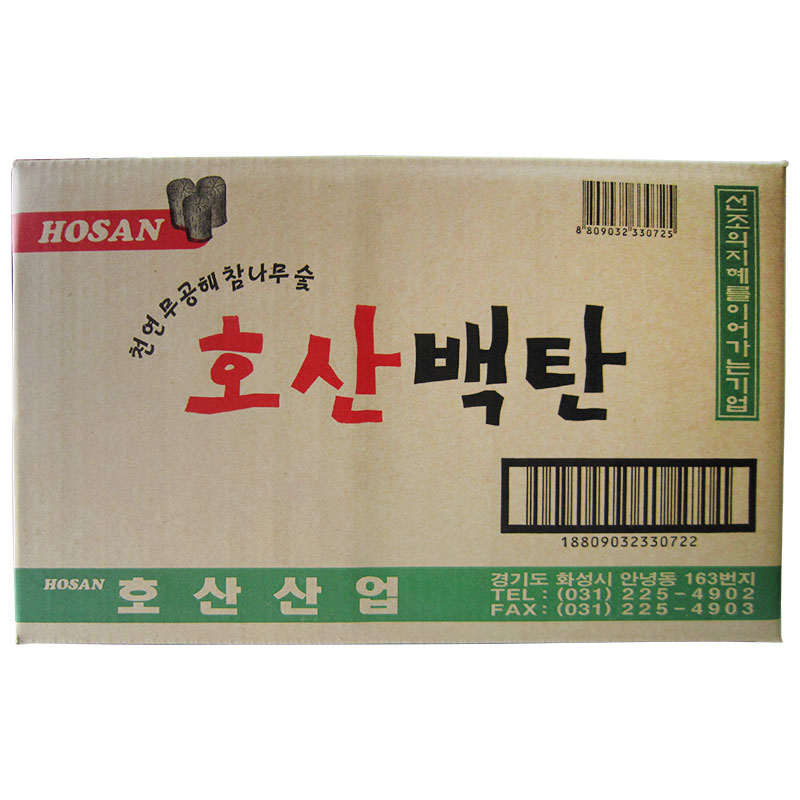 HOSAN
8 809032 330725
천연무공해참나무숯
호산백탄
선조의지혜를이어가는기업
18809032330722
HOSAN 호산산업
경기도 화성시 안녕동 163번지
TEL : (031) 225-4902
FAX : (031) 225-4903